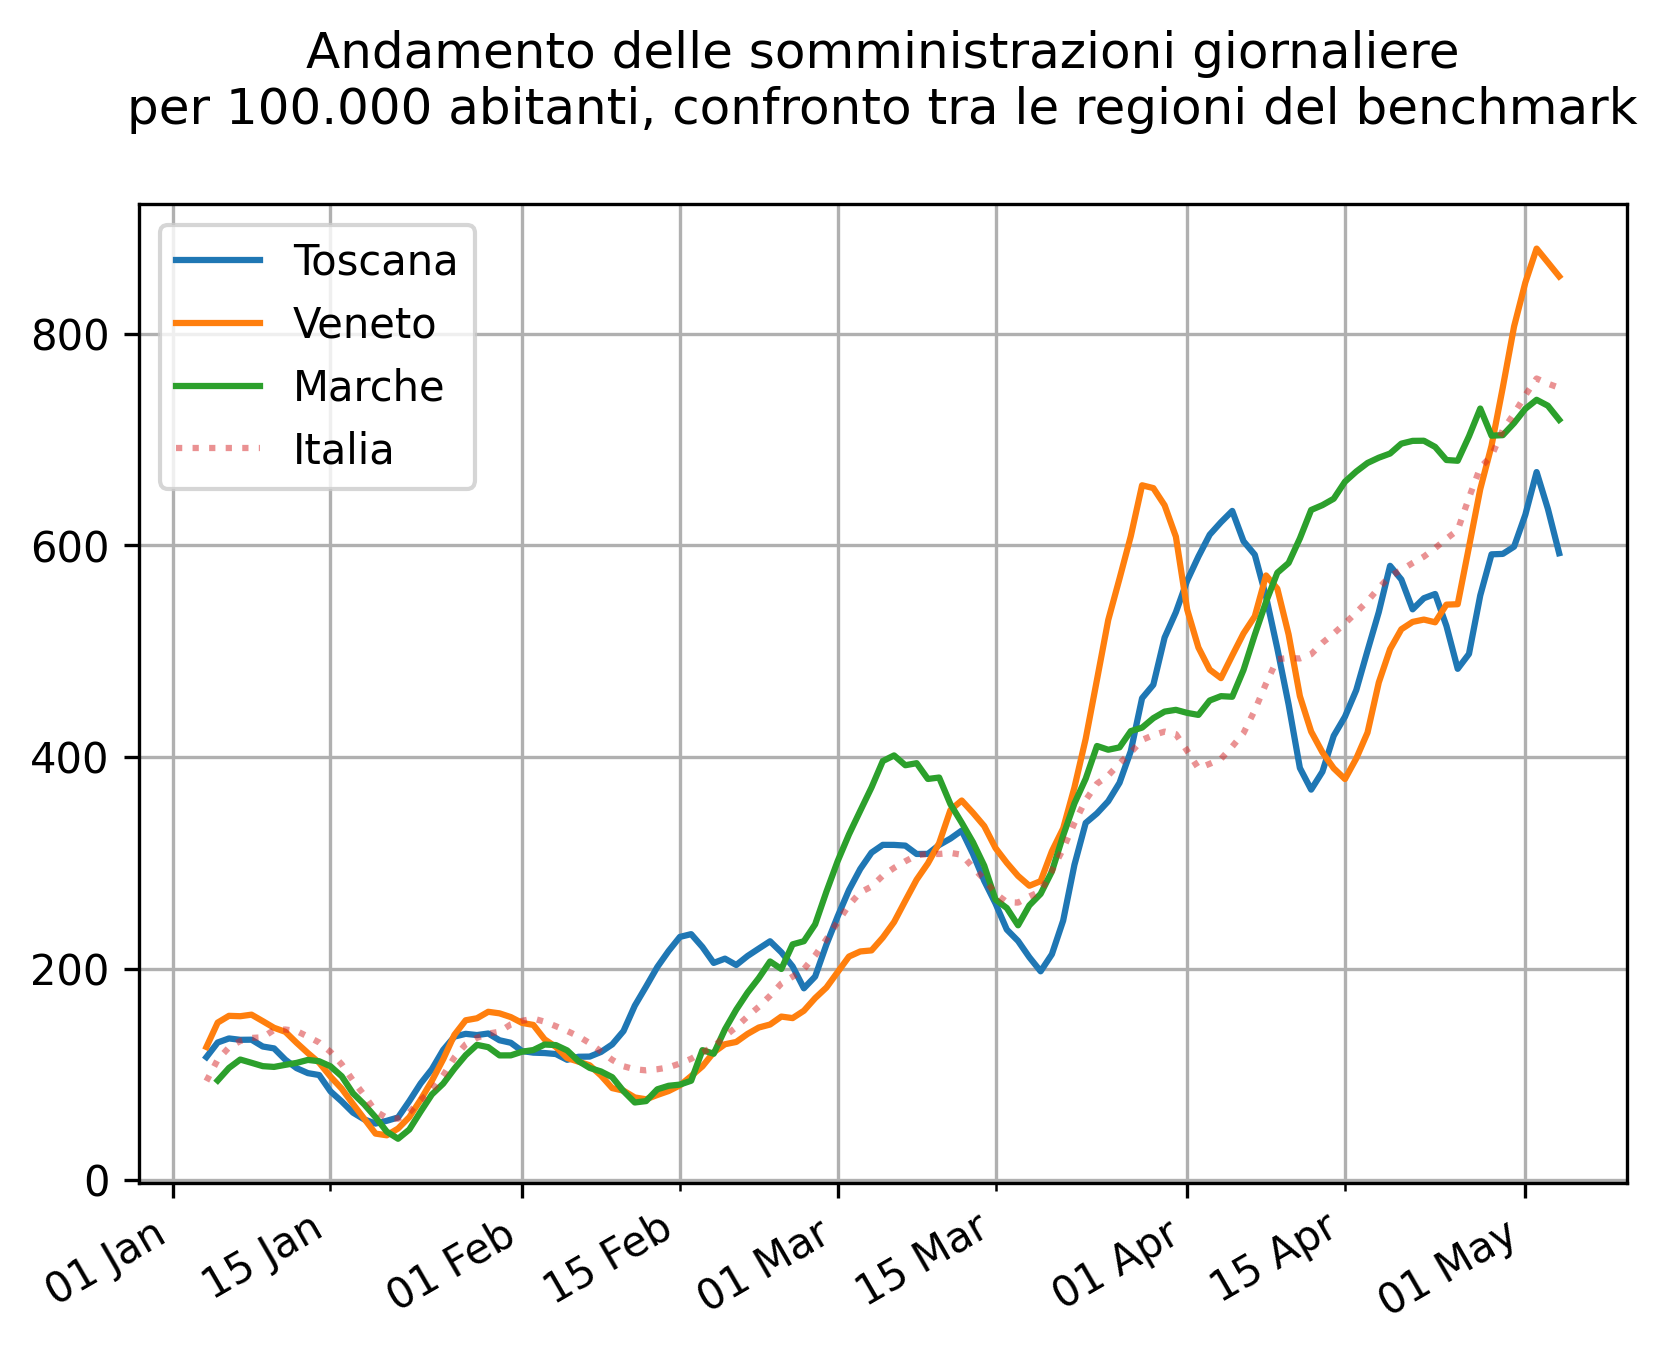 Andamento delle somministrazioni giornaliere
per 100.000 abitanti, confronto tra le regioni del benchmark
Toscana
Veneto
Marche
Italia
800
600
400
200
0
01 Jan
15 Jan
01 Feb
15 Feb
01 Mar
15 Mar
01 Apr
15 Apr
01 May